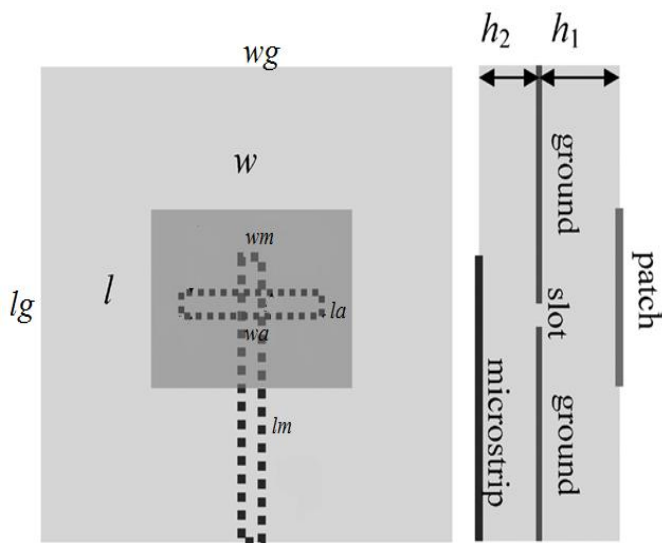 wg
w
wm
l
lg
la
wa
lm
h2
h1
ground
slot
patch
microstrip
ground